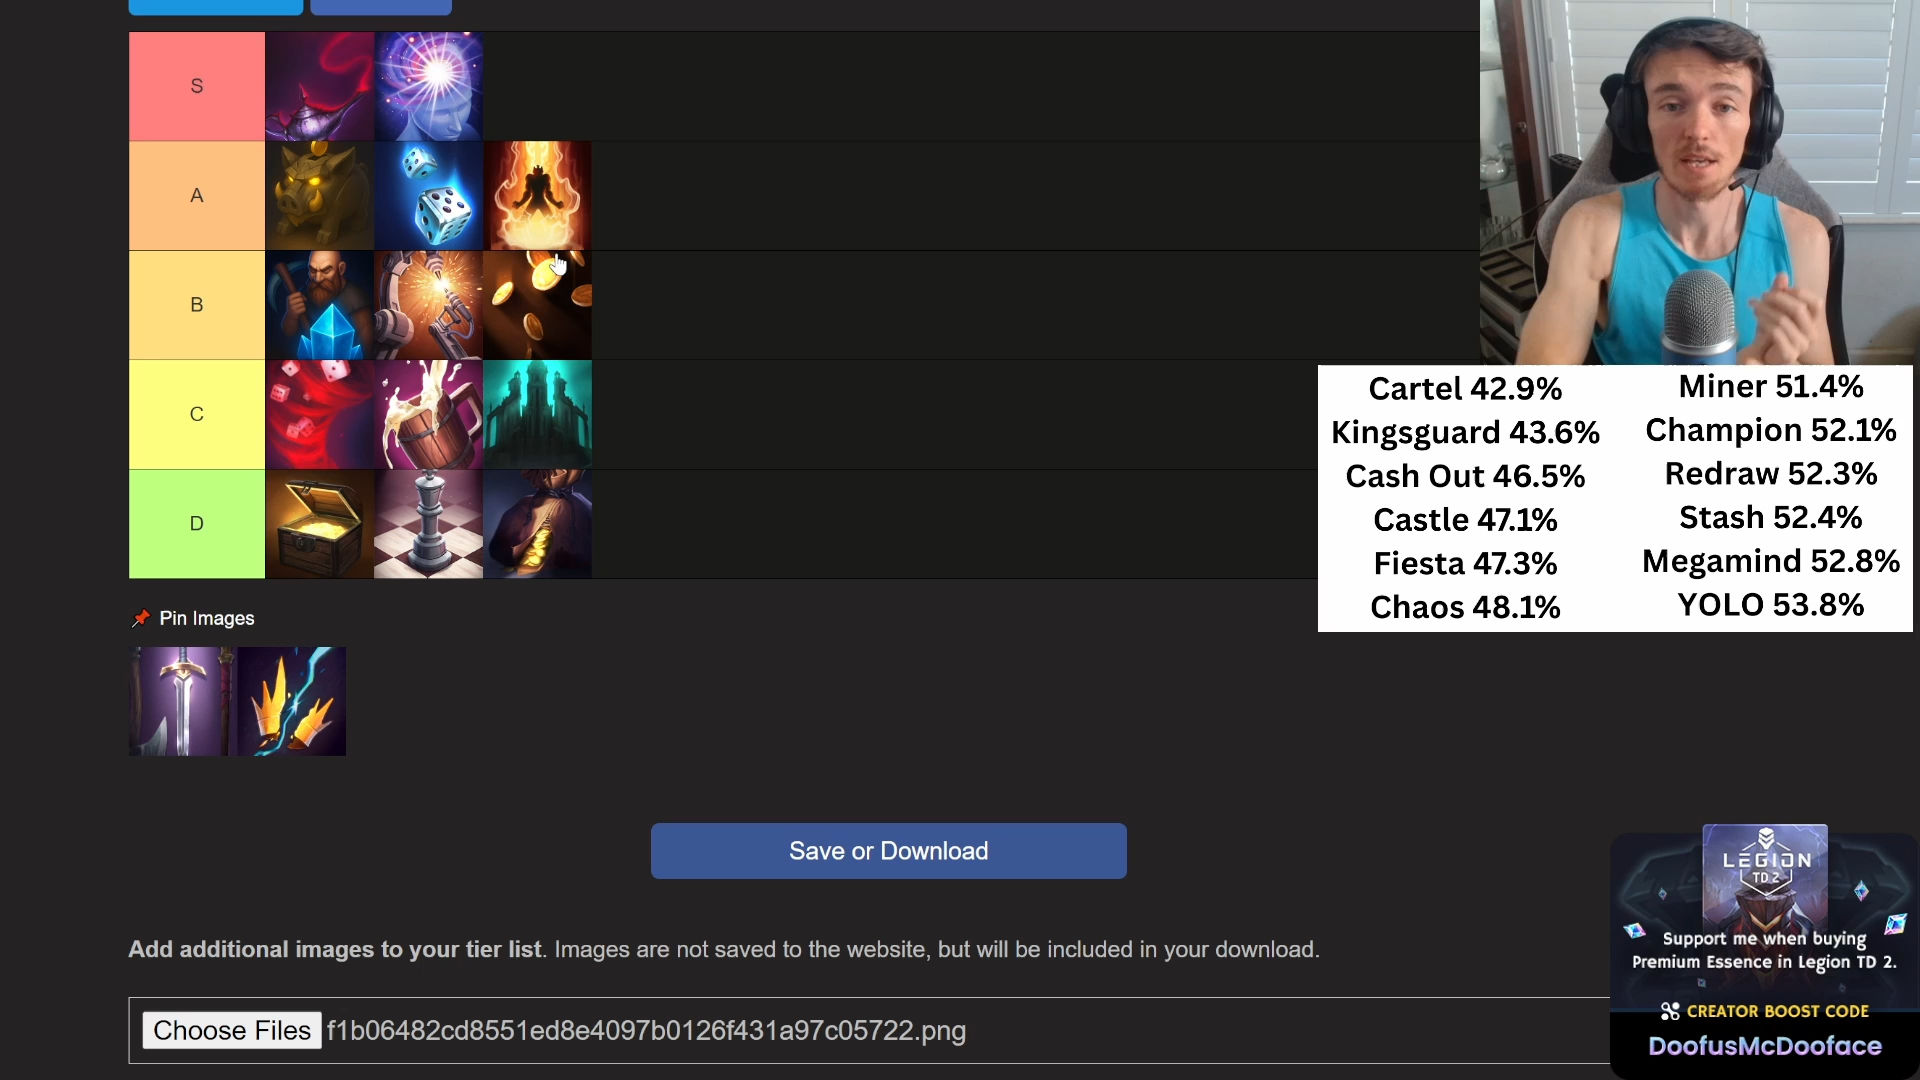 S
A
B
C
D
Cartel 42.9%
Kingsguard 43.6%
Cash Out 46.5%
Castle 47.1%
Fiesta 47.3%
Chaos 48.1%
Miner 51.4%
Champion 52.1%
Redraw 52.3%
Stash 52.4%
Megamind 52.8%
YOLO 53.8%
Pin Images
Save or Download
Add additional images to your tier list. Images are not saved to the website, but will be included in your download.
Choose Files f1b06482cd8551ed8e4097b0126f431a97c05722.png
LEGION
TD 2
Support me when buying
Premium Essence in Legion TD 2.
CREATOR BOOST CODE
DoofusMcDooface